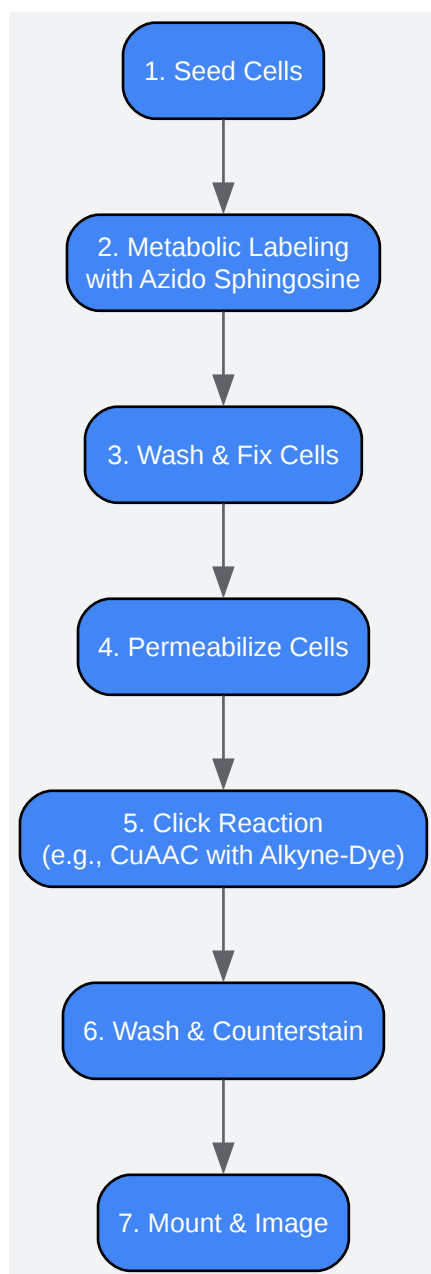 1. Seed Cells
2. Metabolic Labeling
with Azido Sphingosine
3. Wash & Fix Cells
4. Permeabilize Cells
5. Click Reaction
(e.g., CuAAC with Alkyne-Dye)
6. Wash & Counterstain
7. Mount & Image